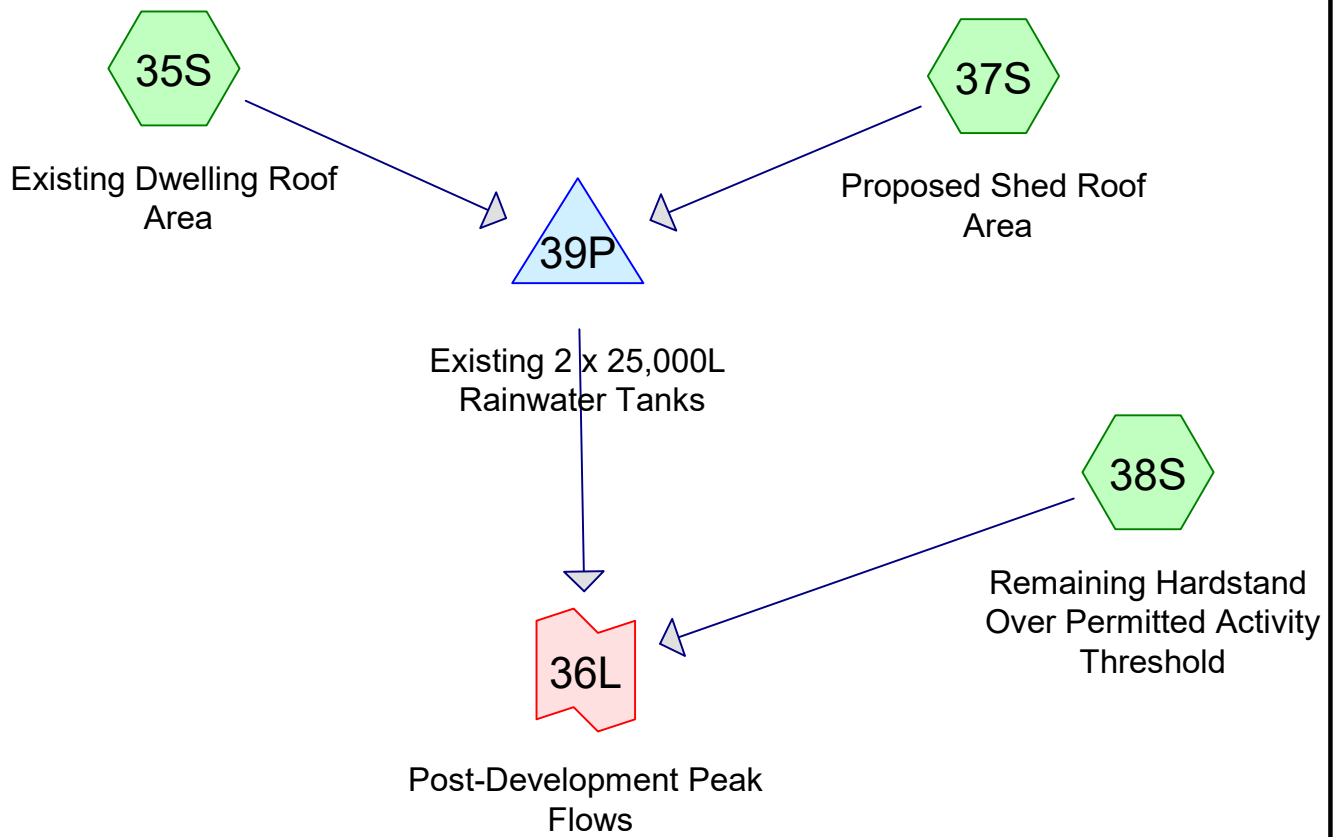 35S
Existing Dwelling Roof
Area
37S
Proposed Shed Roof
Area
39P
Existing 2 x 25,000L
Rainwater Tanks
38S
Remaining Hardstand
Over Permitted Activity
Threshold
36L
Post-Development Peak
Flows